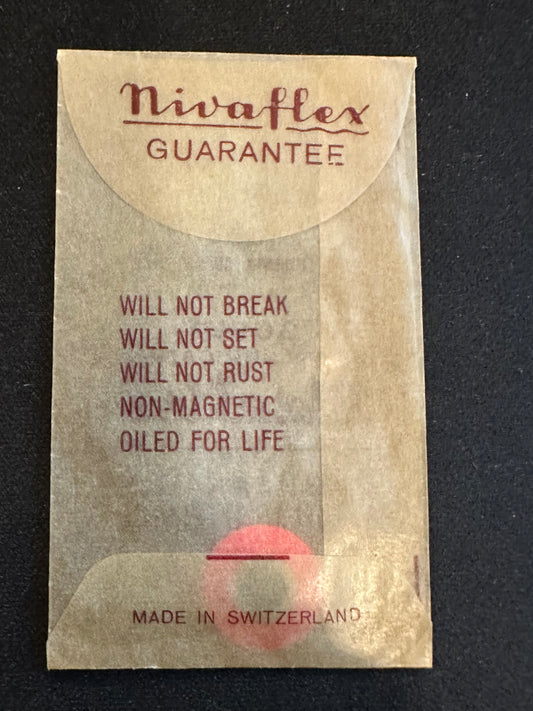 Nivaflex
GUARANTEE
WILL NOT BREAK
WILL NOT SET
WILL NOT RUST
NON-MAGNETIC
OILED FOR LIFE
MADE IN SWITZERLAND